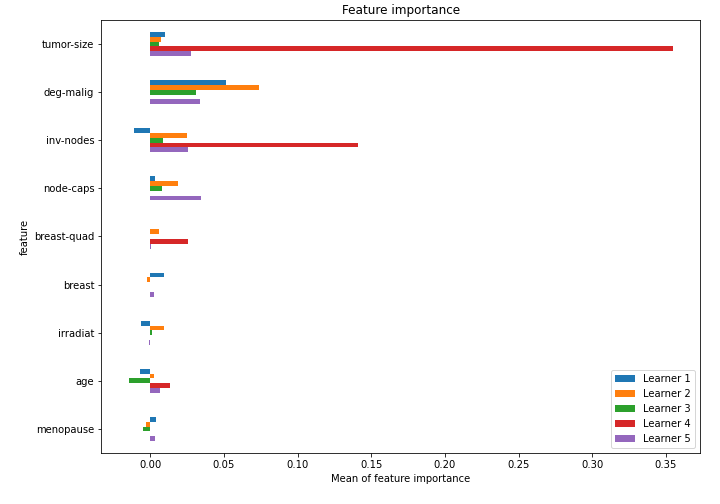 Feature importance
tumor-size
deg-malig
inv-nodes
node-caps
breast-quad
breast
irradiat
age
menopause
feature
Learner 1
Learner 2
Learner 3
Learner 4
Learner 5
0.00 0.05 0.10 0.15 0.20 0.25 0.30 0.35
Mean of feature importance